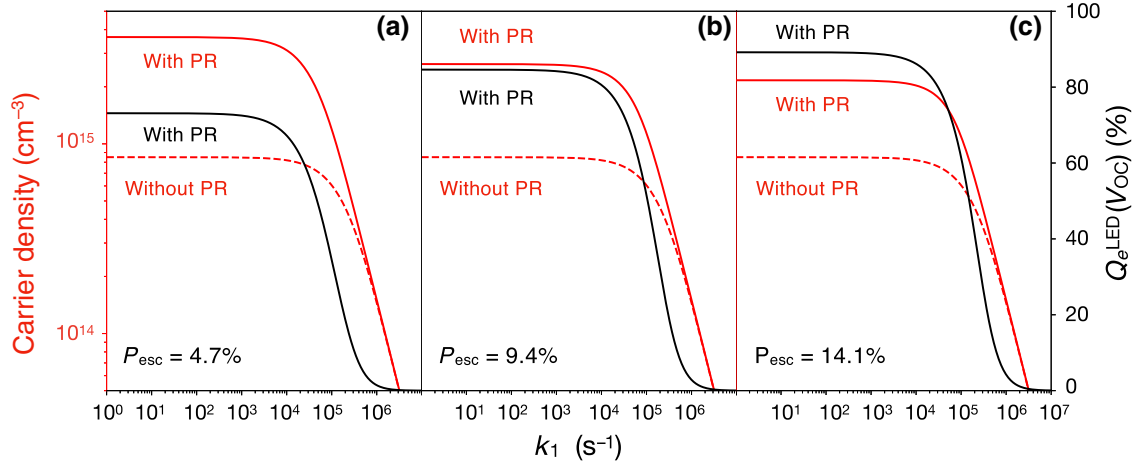 (a)
(b)
(c)
With PR
With PR
Without PR
With PR
With PR
Without PR
With PR
With PR
Without PR
Carrier density (cm⁻³)
10¹⁵
10¹⁴
Pesc = 4.7%
Pesc = 9.4%
Pesc = 14.1%
100
80
60
40
20
0
QeLED(VOC) (%)
10⁰ 10¹ 10² 10³ 10⁴ 10⁵ 10⁶
10¹ 10² 10³ 10⁴ 10⁵ 10⁶
10¹ 10² 10³ 10⁴ 10⁵ 10⁶ 10⁷
k₁ (s⁻¹)